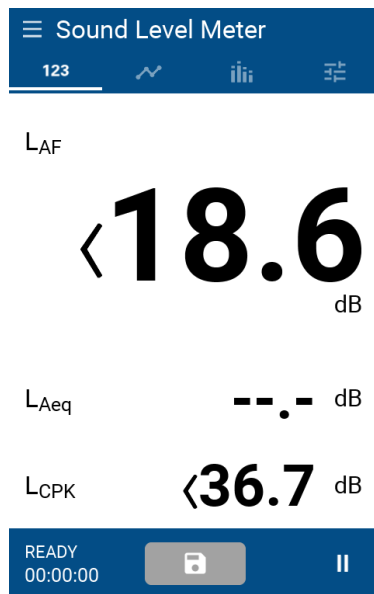 Sound Level Meter
123
LAF
<18.6
dB
LAeq --.- dB
LCPK <36.7 dB
READY
00:00:00